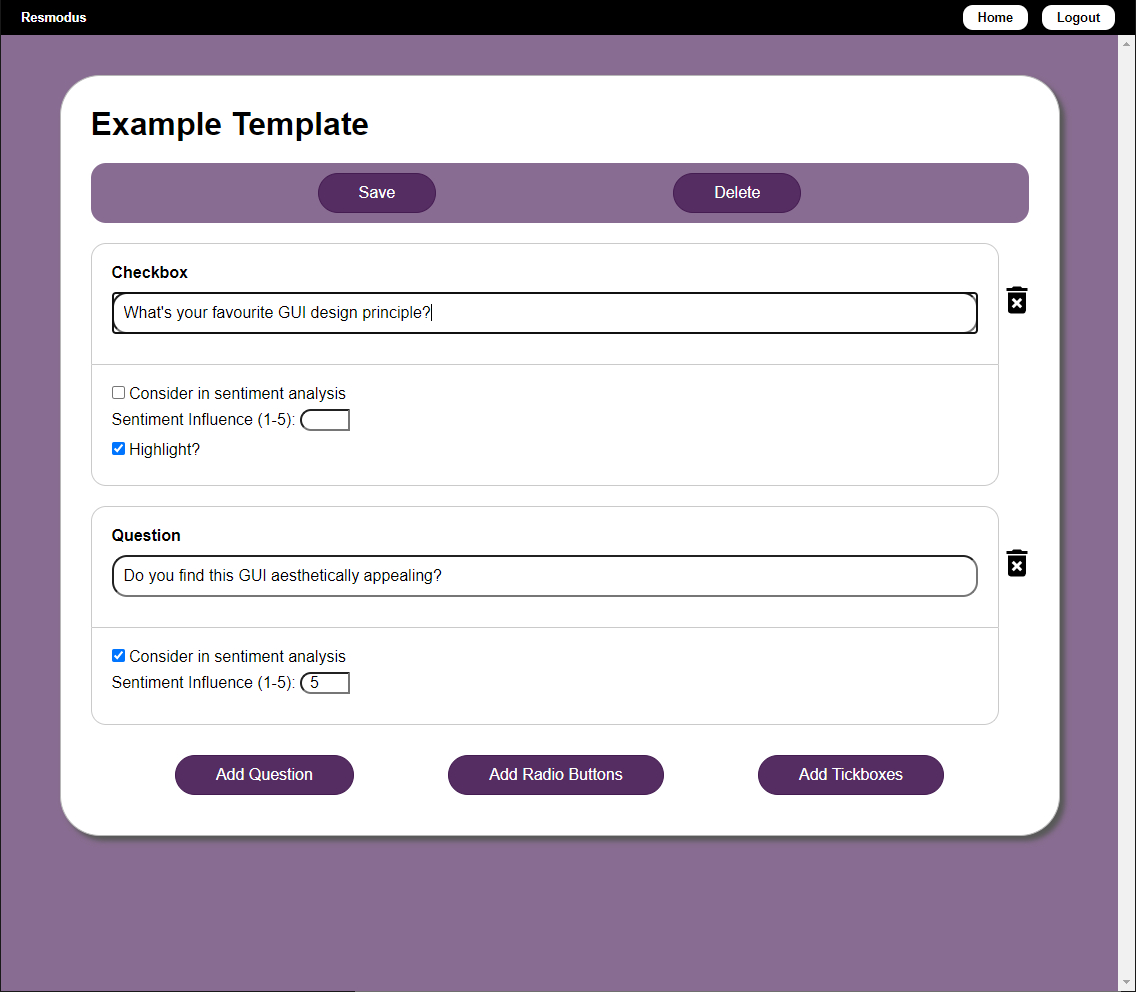 Resmodus
Home
Logout
Example Template
Save
Delete
Checkbox
What's your favourite GUI design principle?
Consider in sentiment analysis
Sentiment Influence (1-5):
Highlight?
Question
Do you find this GUI aesthetically appealing?
Consider in sentiment analysis
Sentiment Influence (1-5): 5
Add Question
Add Radio Buttons
Add Tickboxes